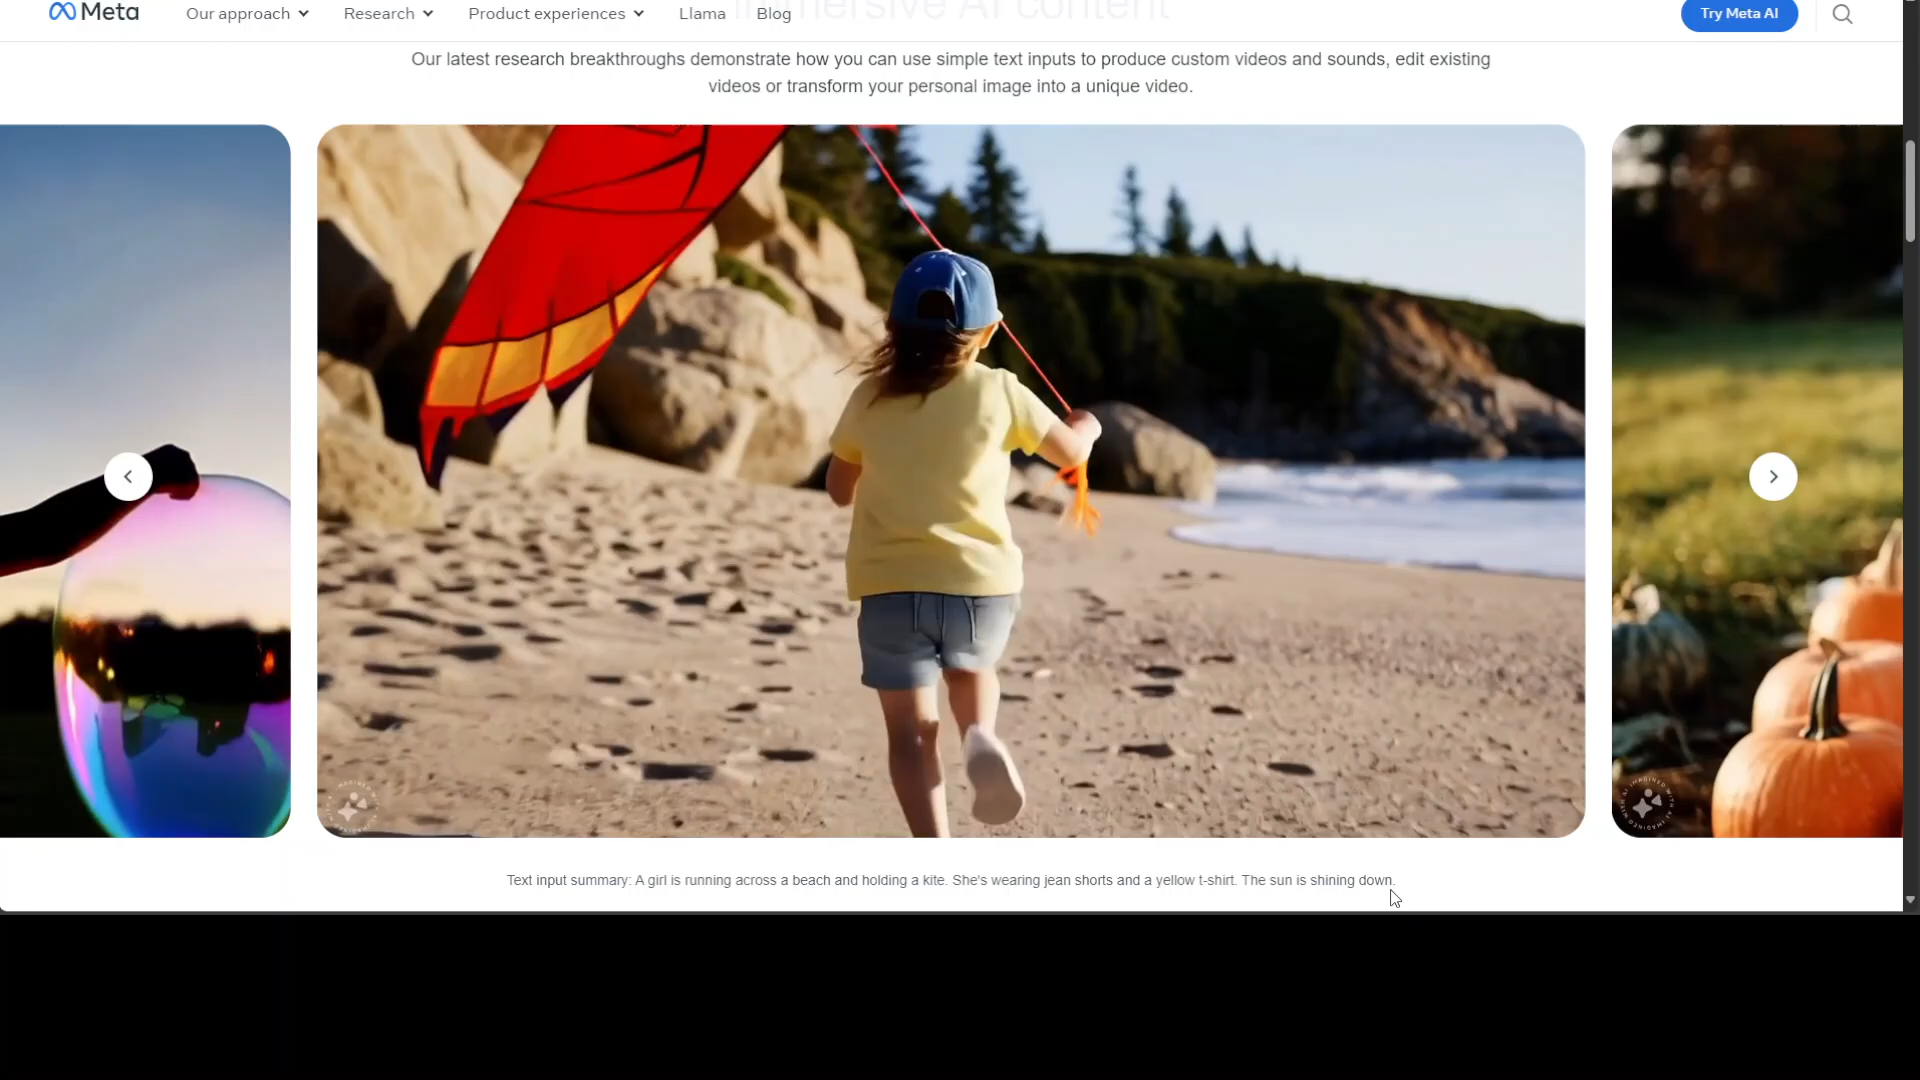 Meta
Our approach
Research
Product experiences
Llama
Blog
Try Meta AI
immersive AI content
Our latest research breakthroughs demonstrate how you can use simple text inputs to produce custom videos and sounds, edit existing
videos or transform your personal image into a unique video.
Text input summary: A girl is running across a beach and holding a kite. She's wearing jean shorts and a yellow t-shirt. The sun is shining down.